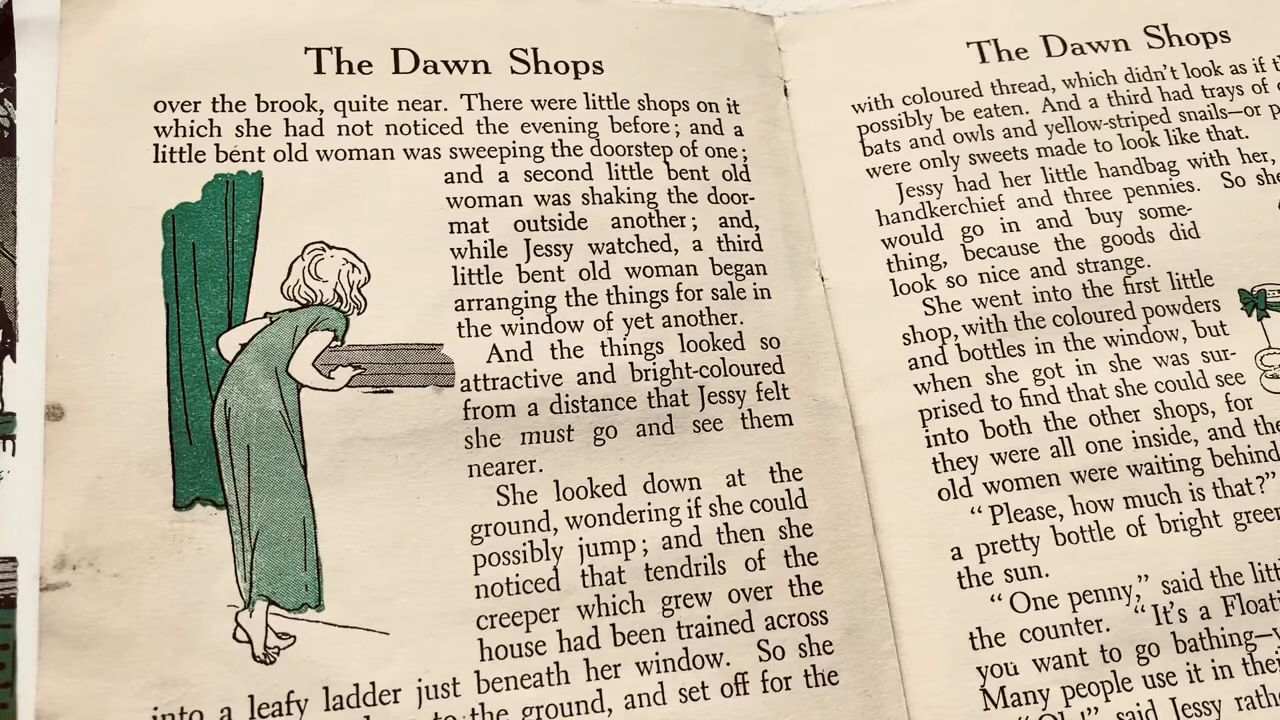 The Dawn Shops
over the brook, quite near. There were little shops on it
which she had not noticed the evening before; and a
little bent old woman was sweeping the doorstep of one;
and a second little bent old
woman was shaking the door-
mat outside another; and,
while Jessy watched, a third
little bent old woman began
arranging the things for sale in
the window of yet another.
And the things looked so
attractive and bright-coloured
from a distance that Jessy felt
she must go and see them
nearer.
She looked down at the
ground, wondering if she could
possibly jump; and then she
noticed that tendrils of the
creeper which grew over the
house had been trained across
into a leafy ladder just beneath her window. So she
to the ground, and set off for the
The Dawn Shops
with coloured thread, which didn't look as if
possibly be eaten. And a third had trays of
bats and owls and yellow-striped snails—or
were only sweets made to look like that.
Jessy had her little handbag with her,
handkerchief and three pennies. So she
would go in and buy some-
thing, because the goods did
look so nice and strange.
She went into the first little
shop, with the coloured powders
and bottles in the window, but
when she got in she was sur-
prised to find that she could see
into both the other shops, for
they were all one inside, and the
old women were waiting behind
"Please, how much is that?"
a pretty bottle of bright green
the sun.
"One penny," said the
the counter. "It's a
you want to go bathing—
Many people use it in
said Jessy